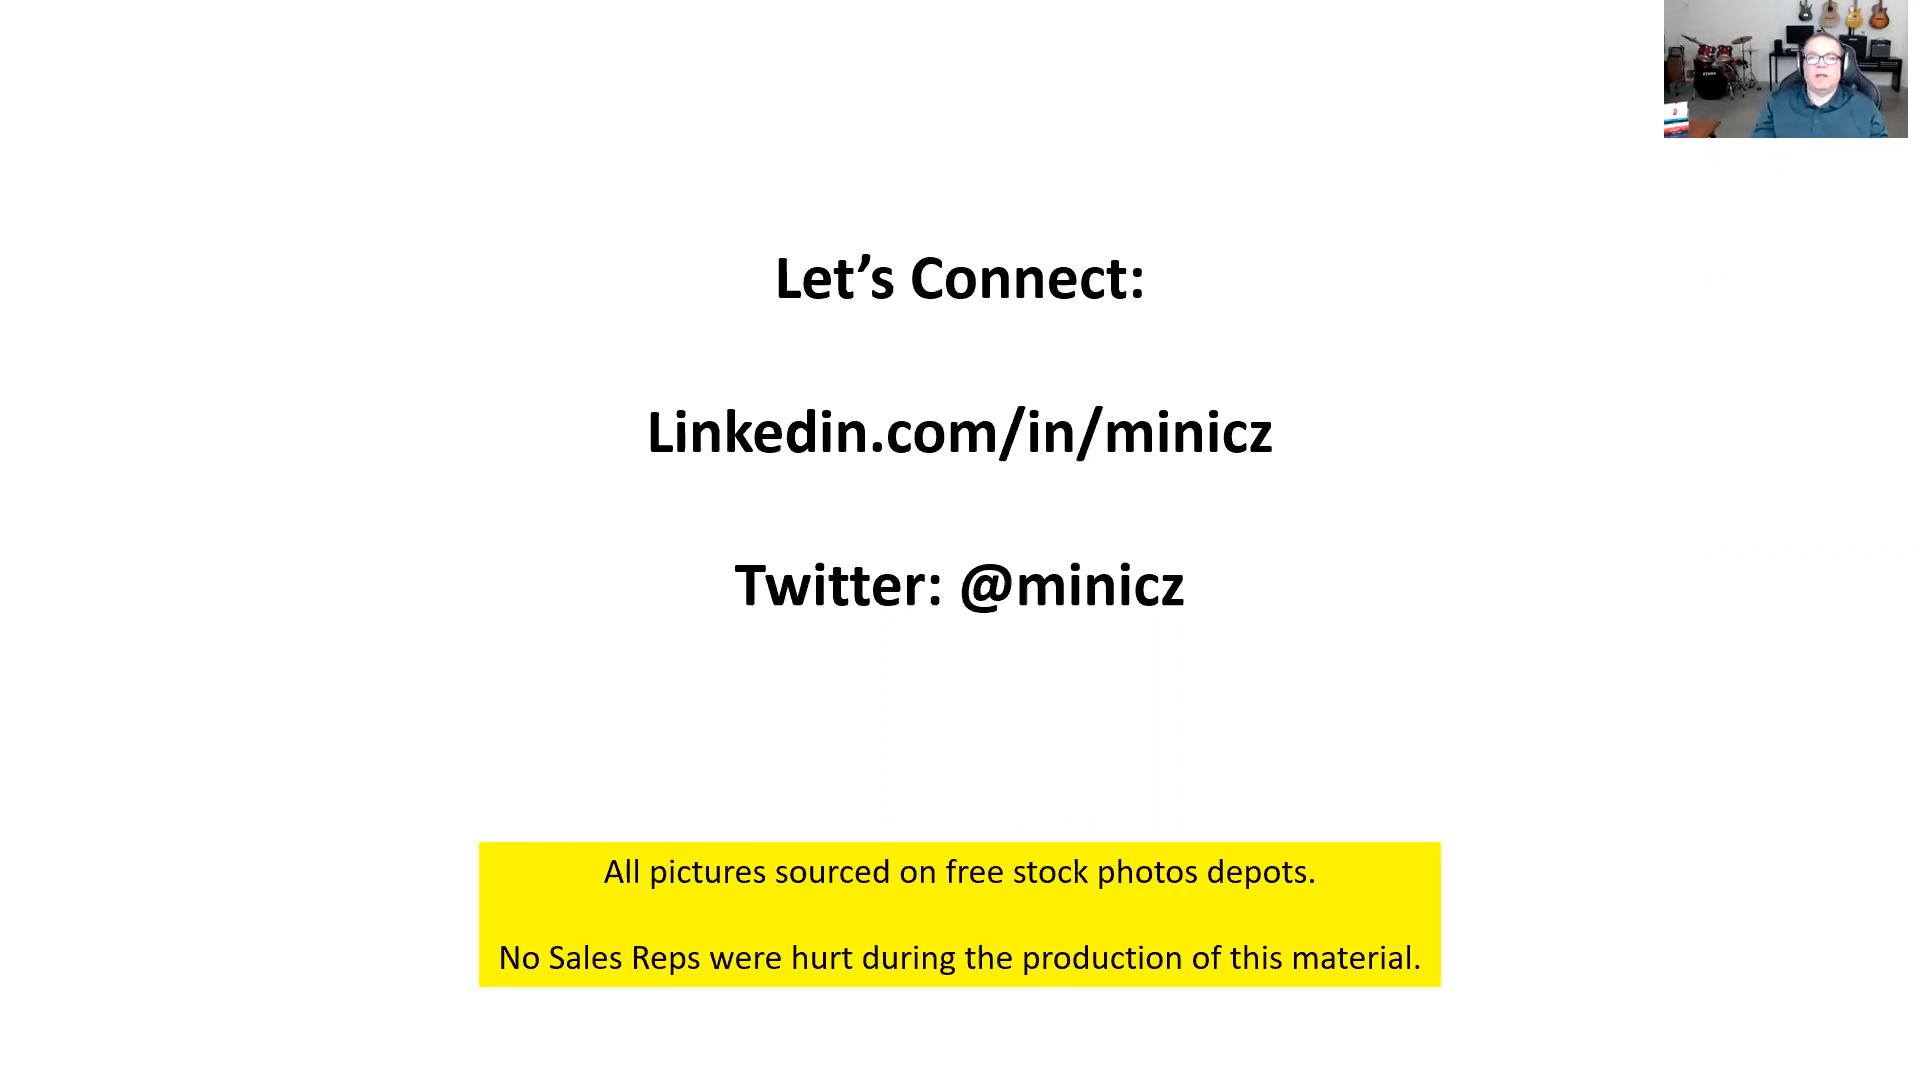 Let’s Connect:
Linkedin.com/in/minicz
Twitter: @minicz
All pictures sourced on free stock photos depots.
No Sales Reps were hurt during the production of this material.